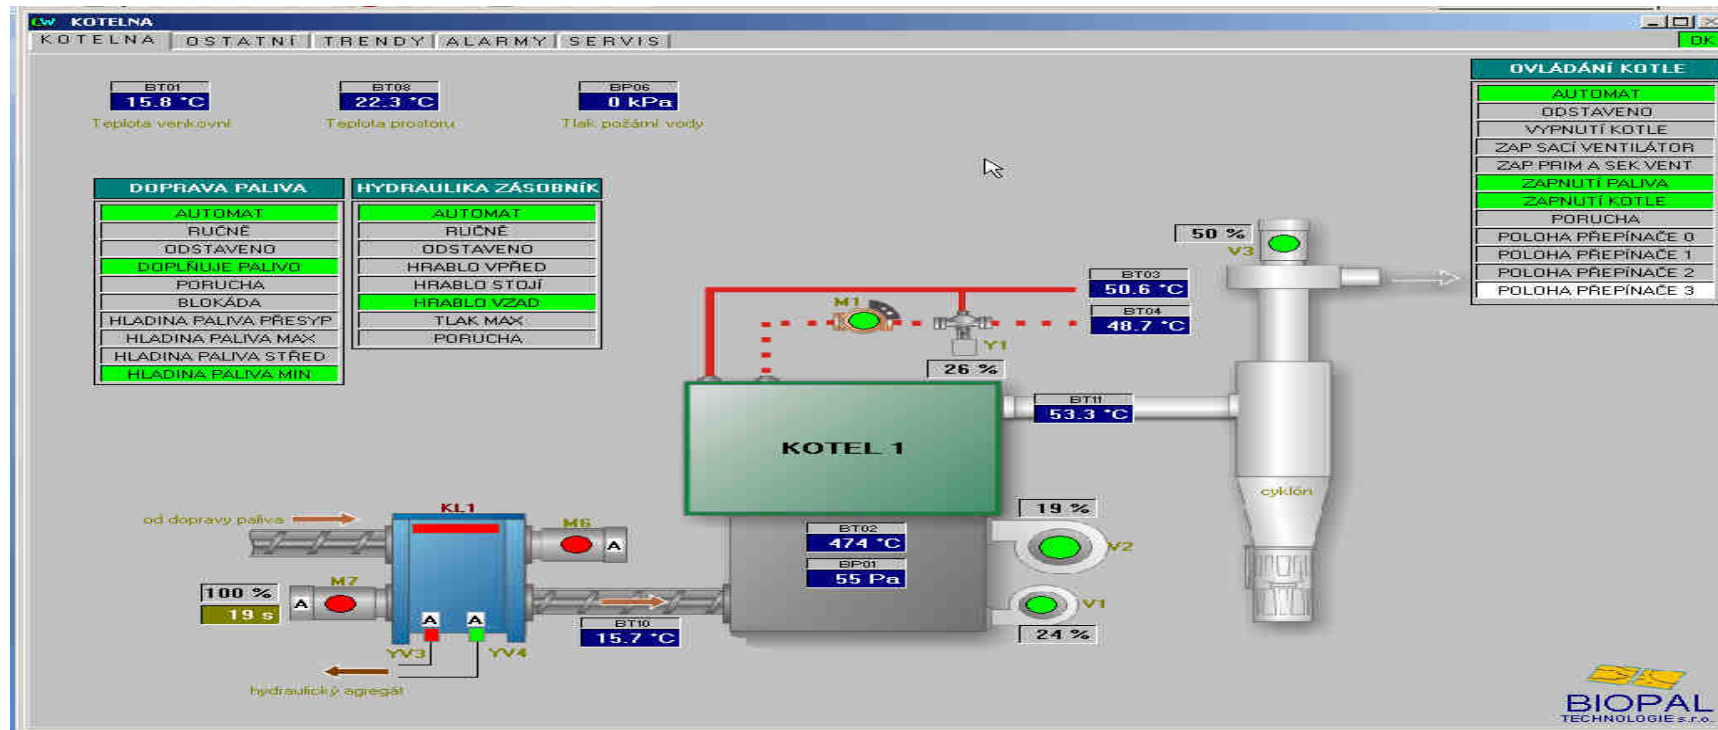 CW KOTELNA
KOTELNA OSTATNÍ TRENDY ALARMY SERVIS
OK
BT01
15.8 °C
Teplota venkovní
BT08
22.3 °C
Teplota prostoru
BP06
0 kPa
Tlak požární vody
OVLÁDÁNÍ KOTLE
AUTOMAT
ODSTAVENO
VYPNUTÍ KOTLE
ZAP SACÍ VENTILÁTOR
ZAP PRIM A SEK VENT
ZAPNUTÍ PALIVA
ZAPNUTÍ KOTLE
PORUCHA
POLOHA PŘEPÍNAČE 0
POLOHA PŘEPÍNAČE 1
POLOHA PŘEPÍNAČE 2
POLOHA PŘEPÍNAČE 3
DOPRAVA PALIVA
AUTOMAT
RUČNĚ
ODSTAVENO
DOPLŇUJE PALIVO
PORUCHA
BLOKÁDA
HLADINA PALIVA PŘESYP
HLADINA PALIVA MAX
HLADINA PALIVA STŘED
HLADINA PALIVA MIN
HYDRAULIKA ZÁSOBNÍK
AUTOMAT
RUČNĚ
ODSTAVENO
HRABLO VPŘED
HRABLO STOJÍ
HRABLO VZAD
TLAK MAX
PORUCHA
50 %
V3
BT03
50.6 °C
BT04
48.7 °C
M1
Y1
26 %
BT11
53.3 °C
KOTEL 1
cyklón
19 %
V2
BT02
474 °C
BP01
55 Pa
V1
24 %
KL1
od dopravy paliva
M6
A
M7
100 %
19 s
A
A
A
BT10
15.7 °C
YV3
YV4
hydraulický agregát
BIOPAL
TECHNOLOGIE s.r.o.